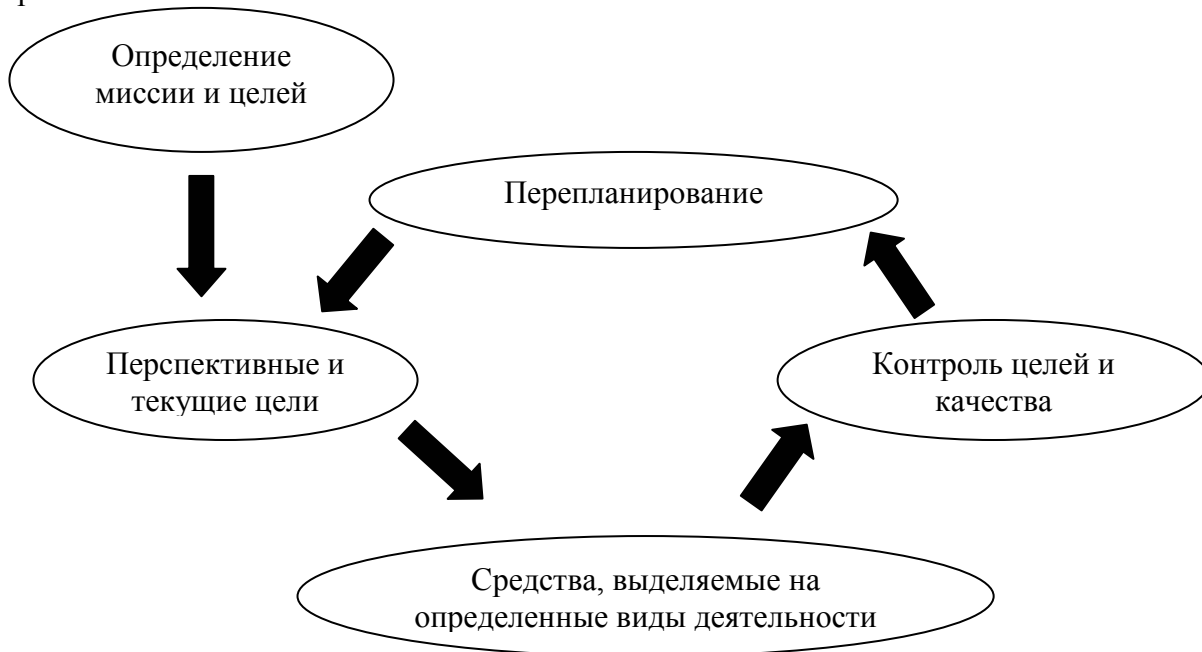 Определение
миссии и целей
Перепланирование
Перспективные и
текущие цели
Контроль целей и
качества
Средства, выделяемые на
определенные виды деятельности